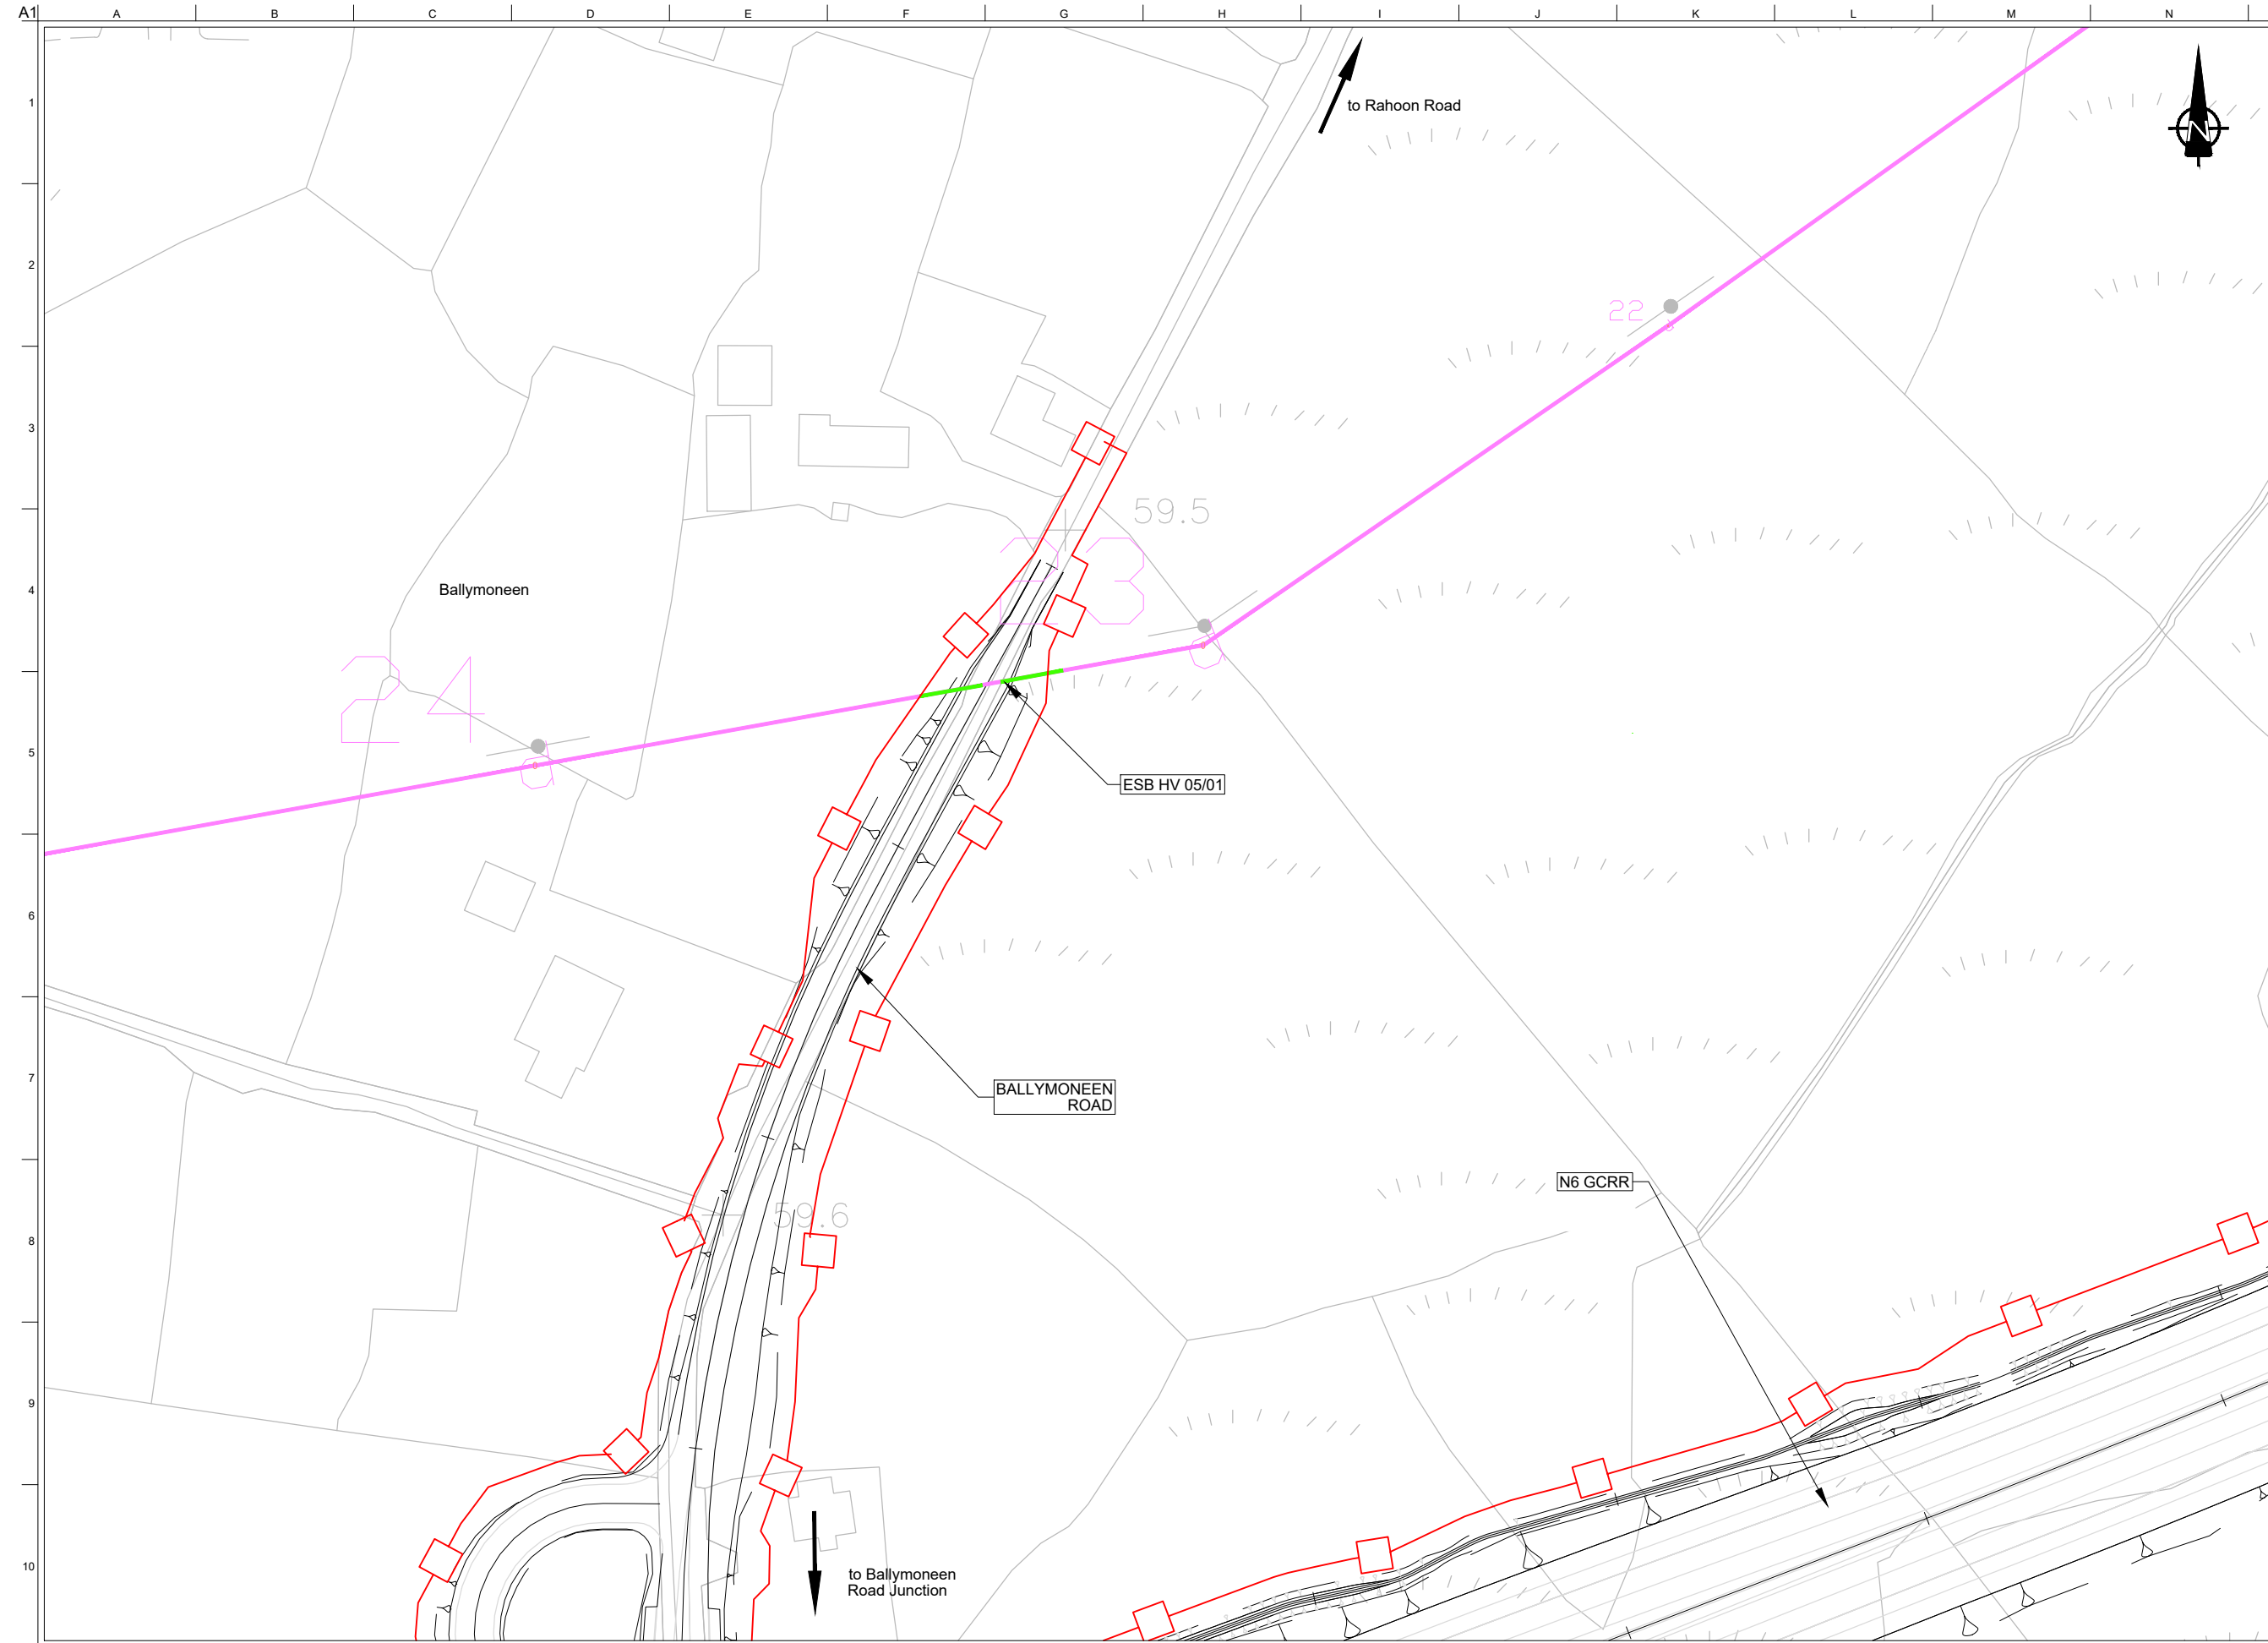 A1
A B C D E F G H I J K L M N
1
to Rahoon Road
N
2
22
3
59.5
23
4
Ballymoneen
24
5
ESB HV 05/01
6
7
BALLYMONEEN
ROAD
N6 GCRR
59.6
8
9
10
to Ballymoneen
Road Junction